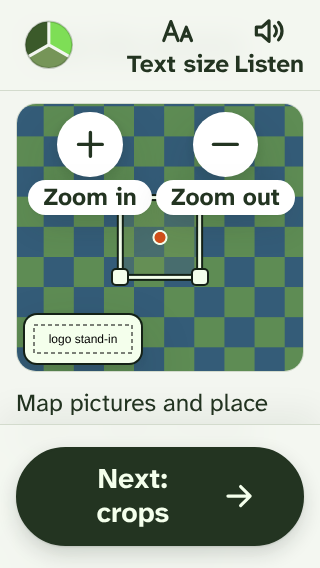 Text size Listen
Zoom in Zoom out
logo stand-in
Map pictures and place
Next:
crops